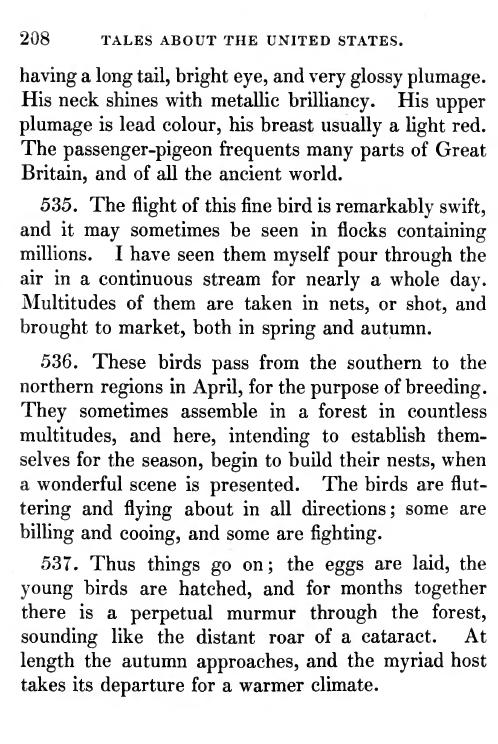 208 TALES ABOUT THE UNITED STATES.
having a long tail, bright eye, and very glossy plumage.
His neck shines with metallic brilliancy. His upper
plumage is lead colour, his breast usually a light red.
The passenger-pigeon frequents many parts of Great
Britain, and of all the ancient world.
535. The flight of this fine bird is remarkably swift,
and it may sometimes be seen in flocks containing
millions. I have seen them myself pour through the
air in a continuous stream for nearly a whole day.
Multitudes of them are taken in nets, or shot, and
brought to market, both in spring and autumn.
536. These birds pass from the southern to the
northern regions in April, for the purpose of breeding.
They sometimes assemble in a forest in countless
multitudes, and here, intending to establish them-
selves for the season, begin to build their nests, when
a wonderful scene is presented. The birds are flut-
tering and flying about in all directions; some are
billing and cooing, and some are fighting.
537. Thus things go on; the eggs are laid, the
young birds are hatched, and for months together
there is a perpetual murmur through the forest,
sounding like the distant roar of a cataract. At
length the autumn approaches, and the myriad host
takes its departure for a warmer climate.